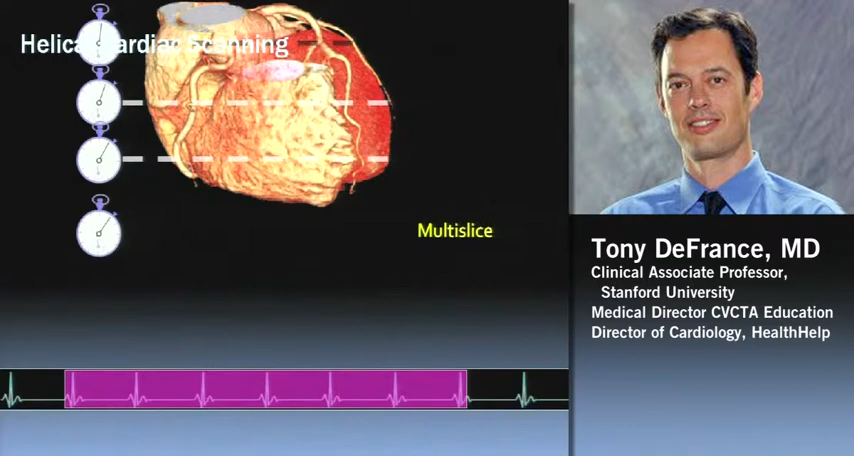 Helical Cardiac Scanning
Multislice
Tony DeFrance, MD
Clinical Associate Professor,
Stanford University
Medical Director CVCTA Education
Director of Cardiology, HealthHelp